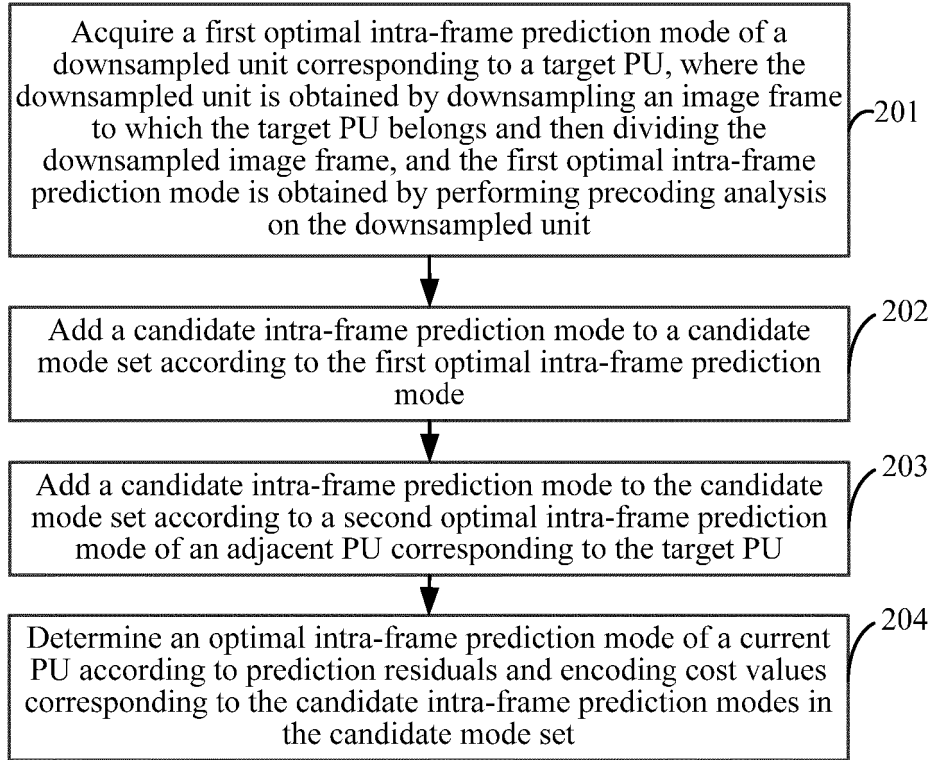 Acquire a first optimal intra-frame prediction mode of a
downsampled unit corresponding to a target PU, where the
downsampled unit is obtained by downsampling an image frame
to which the target PU belongs and then dividing the
downsampled image frame, and the first optimal intra-frame
prediction mode is obtained by performing precoding analysis
on the downsampled unit
201
Add a candidate intra-frame prediction mode to a candidate
mode set according to the first optimal intra-frame prediction
mode
202
Add a candidate intra-frame prediction mode to the candidate
mode set according to a second optimal intra-frame prediction
mode of an adjacent PU corresponding to the target PU
203
Determine an optimal intra-frame prediction mode of a current
PU according to prediction residuals and encoding cost values
corresponding to the candidate intra-frame prediction modes in
the candidate mode set
204